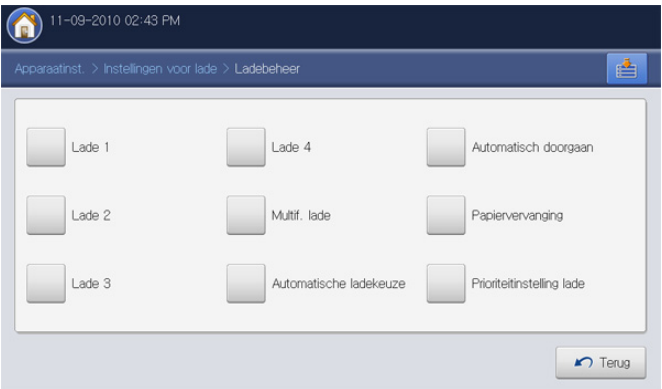 11-09-2010 02:43 PM
Apparaatinst. > Instellingen voor lade > Ladebeheer
Lade 1
Lade 4
Automatisch doorgaan
Lade 2
Multif. lade
Papiervervanging
Lade 3
Automatische ladekeuze
Prioriteitinstelling lade
Terug